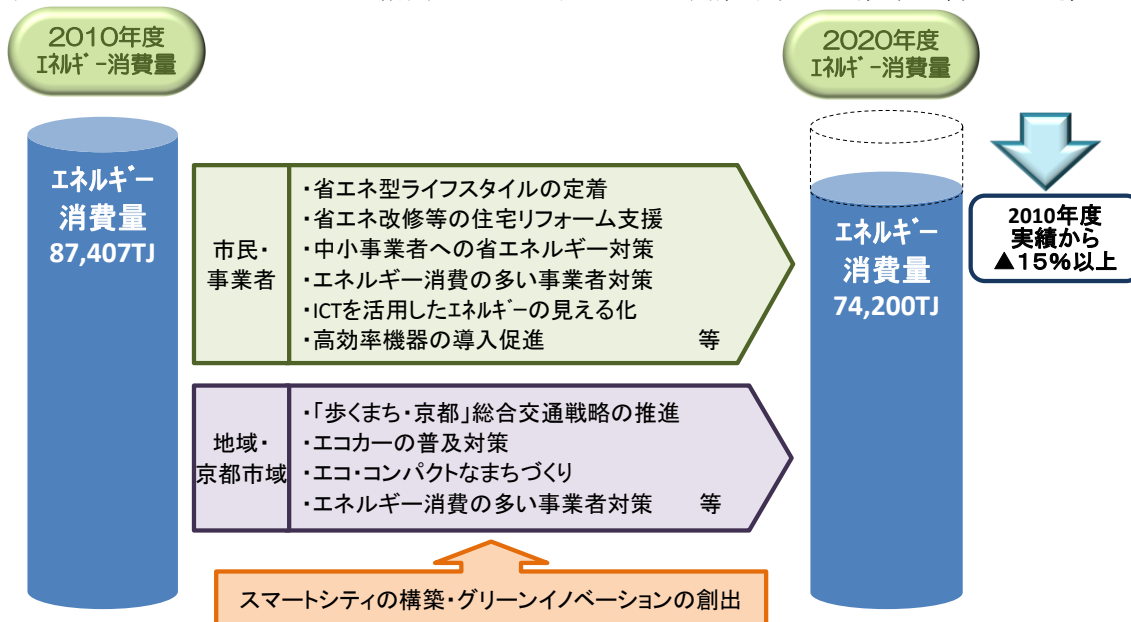 2010年度
ｴﾈﾙｷﾞｰ消費量
エネルギー
消費量
87,407TJ
市民・
事業者
・省エネ型ライフスタイルの定着
・省エネ改修等の住宅リフォーム支援
・中小事業者への省エネルギー対策
・エネルギー消費の多い事業者対策
・ICTを活用したｴﾈﾙｷﾞｰの見える化
・高効率機器の導入促進 等
地域・
京都市域
・「歩くまち・京都」総合交通戦略の推進
・エコカーの普及対策
・エコ・コンパクトなまちづくり
・エネルギー消費の多い事業者対策 等
スマートシティの構築・グリーンイノベーションの創出
2020年度
ｴﾈﾙｷﾞｰ消費量
エネルギー
消費量
74,200TJ
2010年度
実績から
▲15%以上